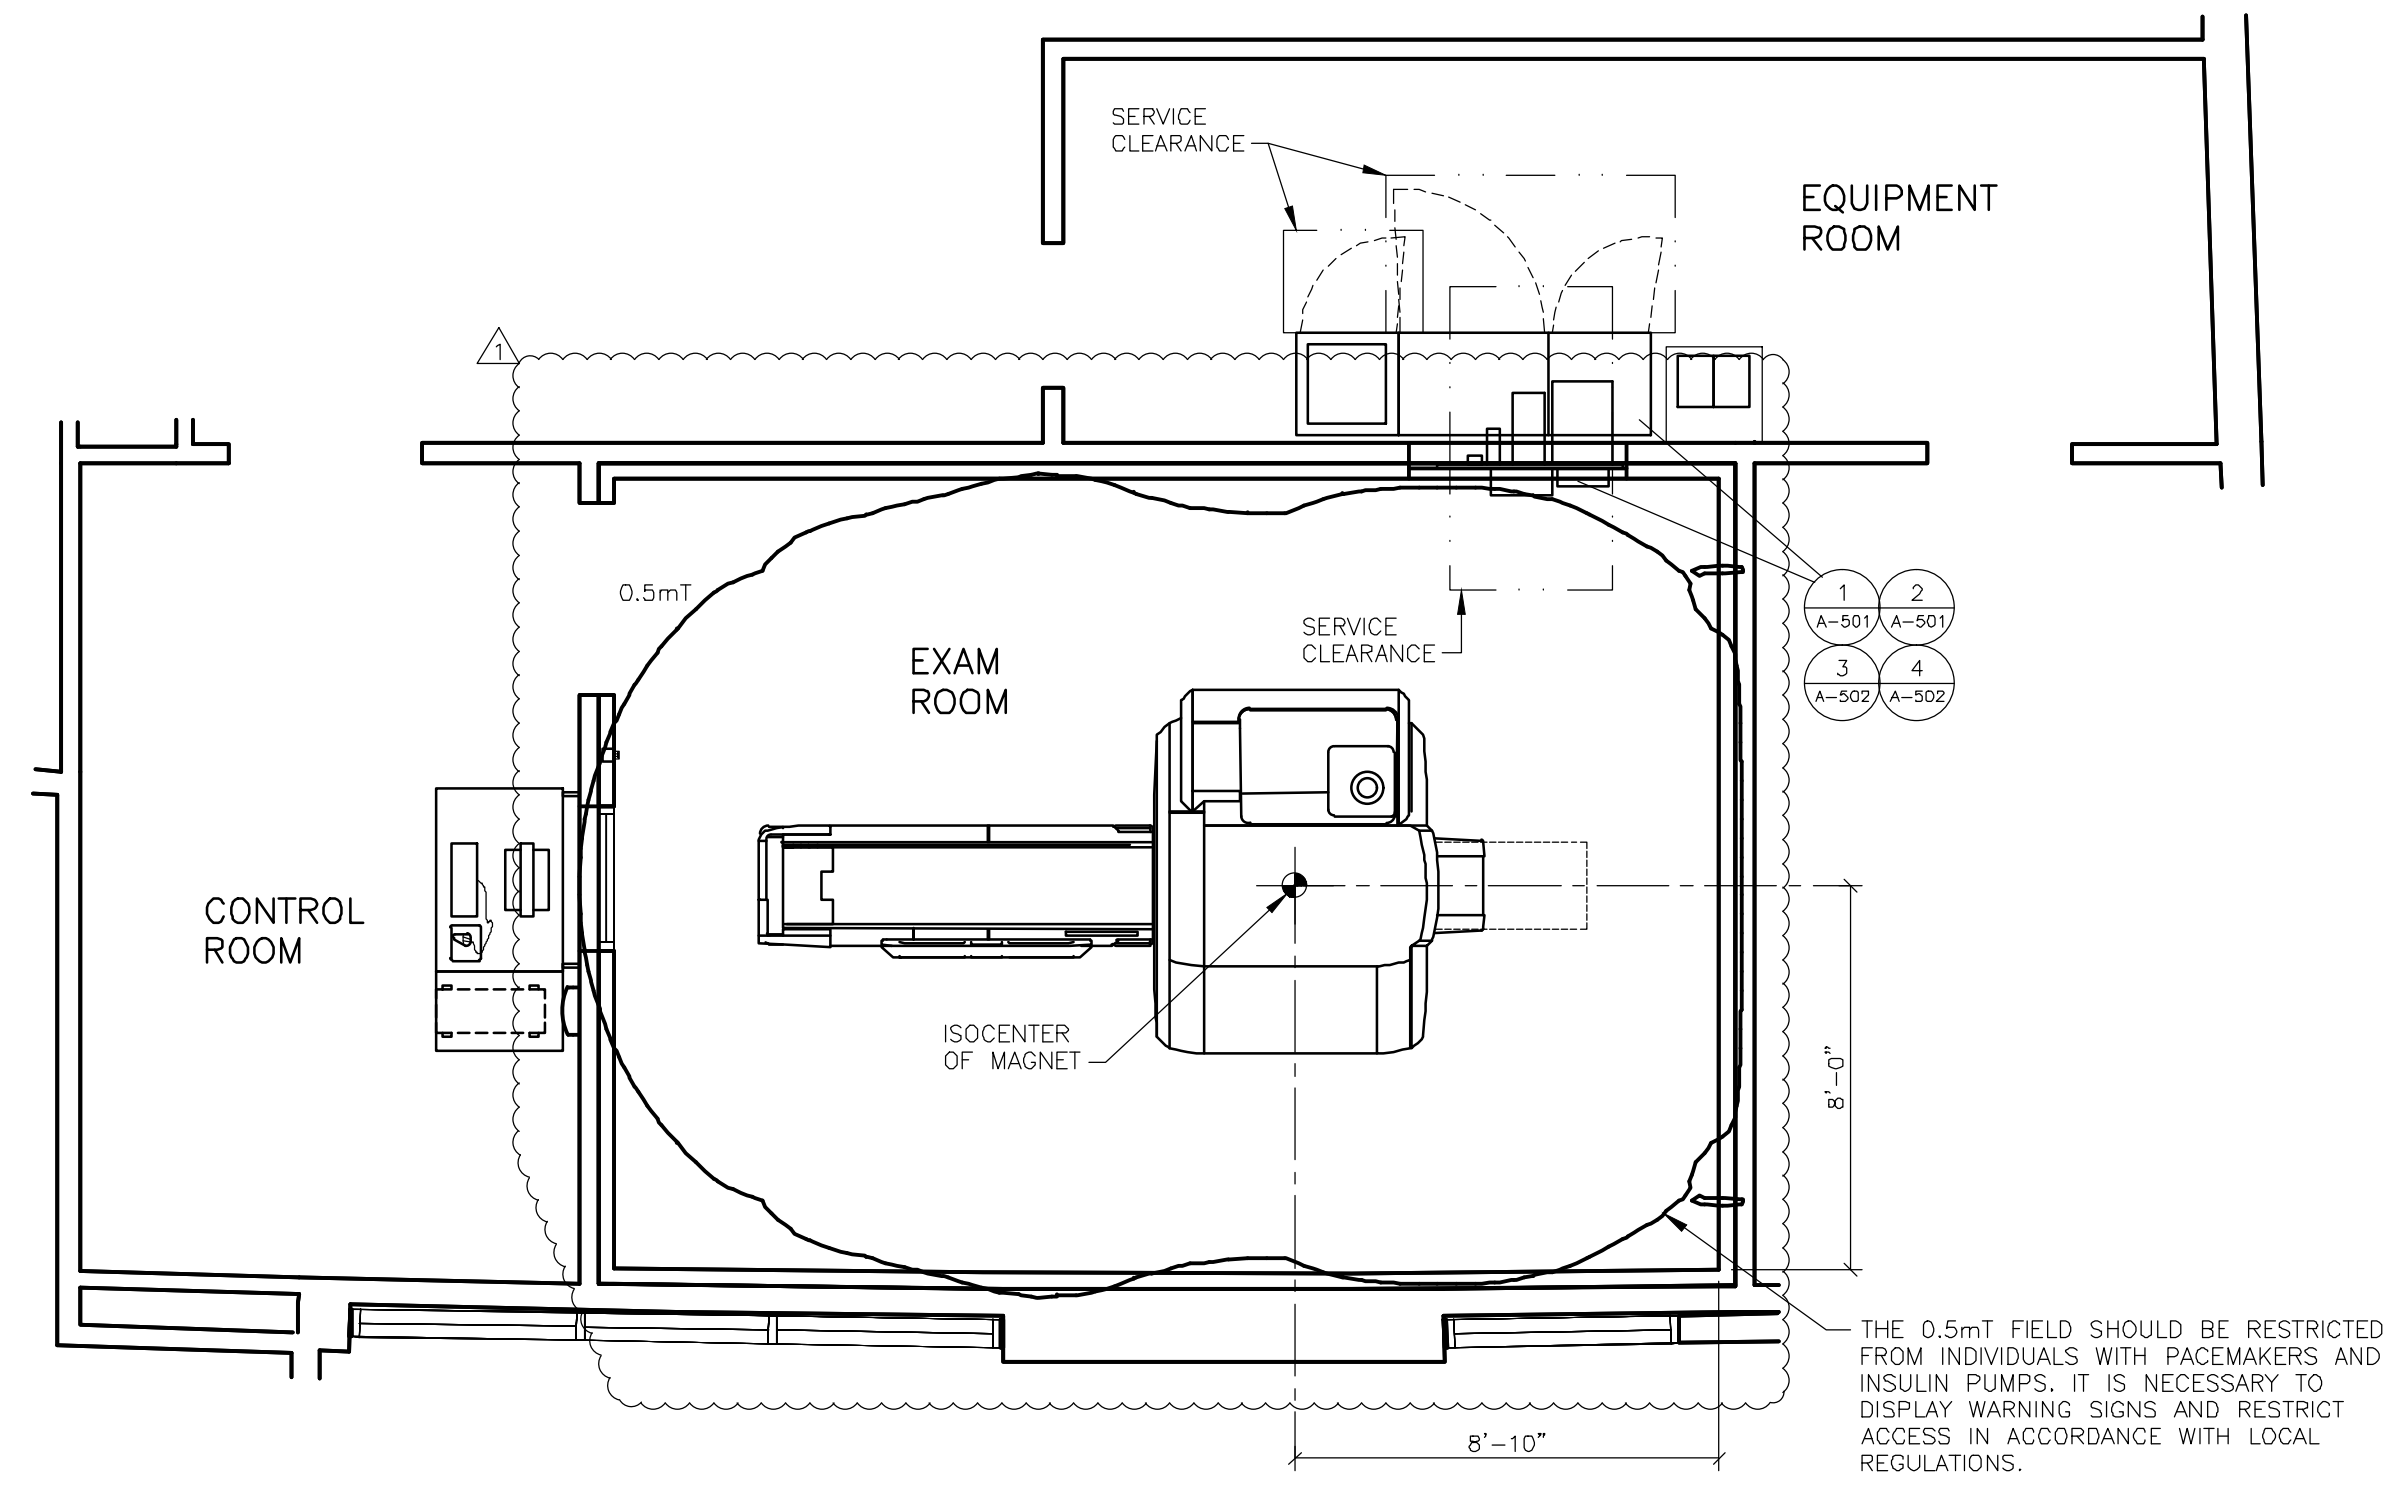 SERVICE
CLEARANCE
EQUIPMENT
ROOM
1
0.5mT
1
A-501
2
A-501
SERVICE
CLEARANCE
EXAM
ROOM
3
A-502
4
A-502
CONTROL
ROOM
ISOCENTER
OF MAGNET
8'-0"
THE 0.5mT FIELD SHOULD BE RESTRICTED
FROM INDIVIDUALS WITH PACEMAKERS AND
INSULIN PUMPS. IT IS NECESSARY TO
DISPLAY WARNING SIGNS AND RESTRICT
ACCESS IN ACCORDANCE WITH LOCAL
REGULATIONS.
8'-10"